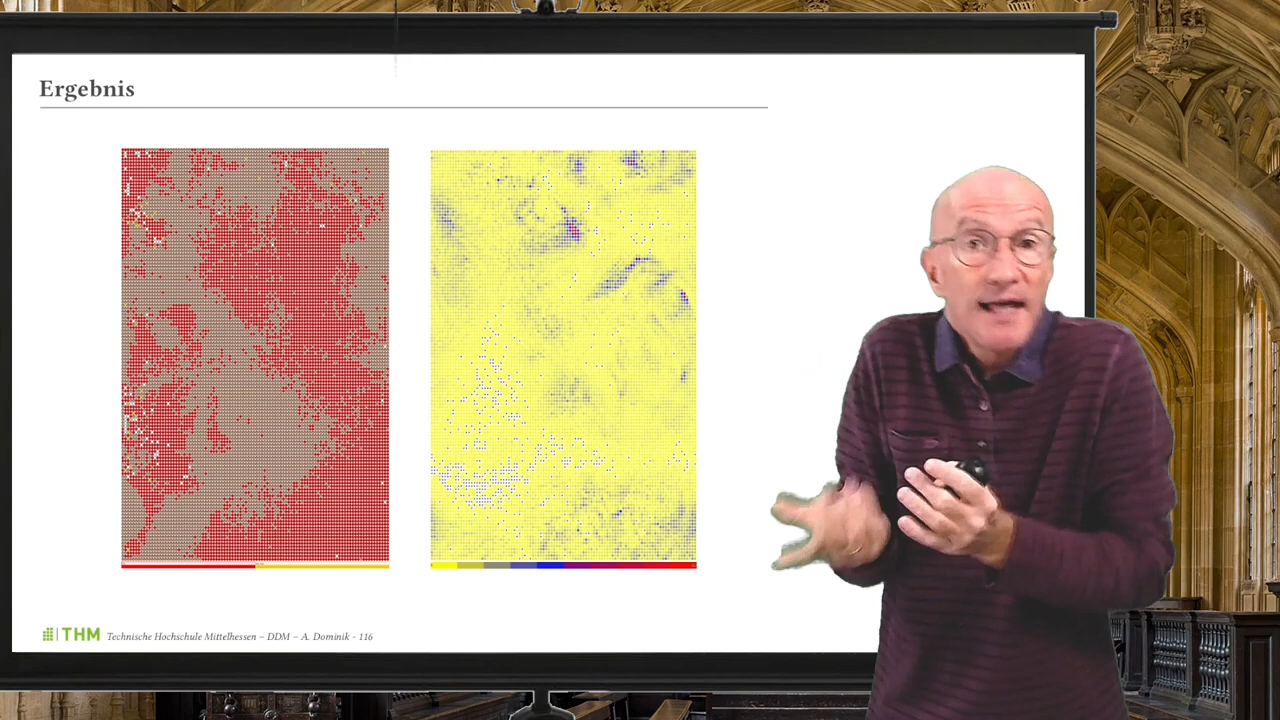 Ergebnis
THM Technische Hochschule Mittelhessen – DDM – A. Dominik - 116